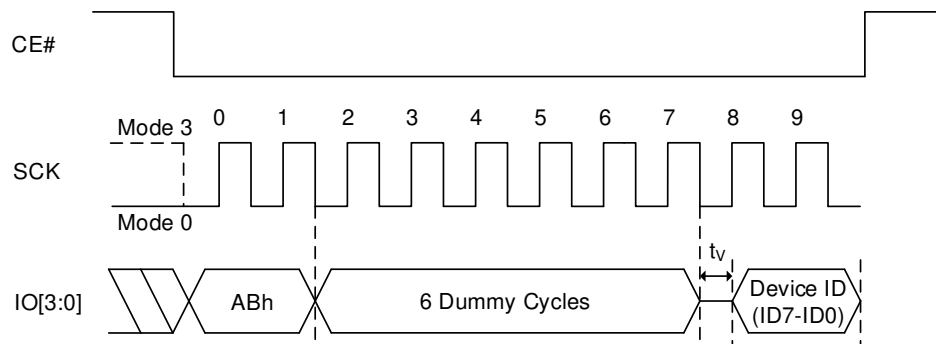 CE#
Mode 3 0 1 2 3 4 5 6 7 8 9
SCK
Mode 0
tV
IO[3:0] ABh 6 Dummy Cycles Device ID
(ID7-ID0)